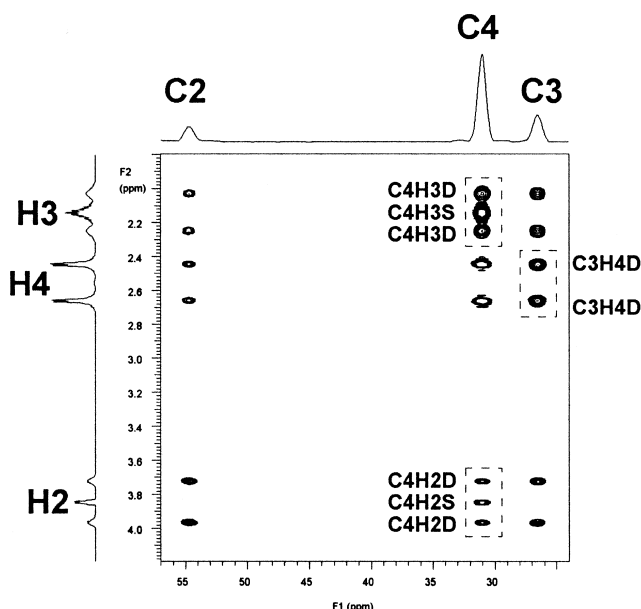 C4
C2
C3
F2
(ppm)
C4H3D
H3
C4H3S
2.2
C4H3D
2.4
C3H4D
H4
2.6
C3H4D
2.8
3.0
3.2
3.4
3.6
C4H2D
H2
3.8
C4H2S
C4H2D
4.0
55
50
45
40
35
30
F1 (ppm)